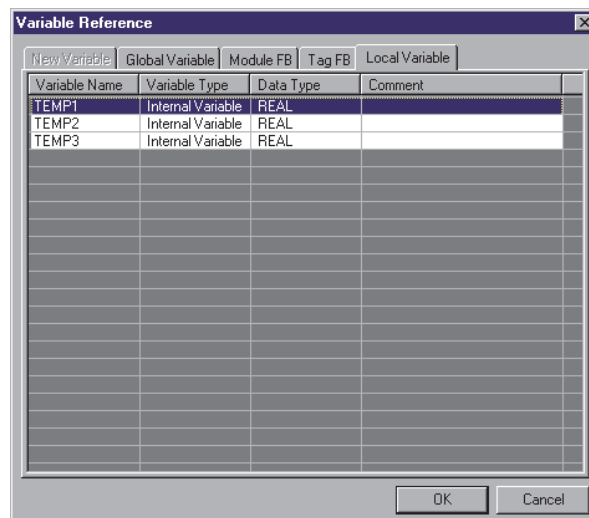 Variable Reference
New Variable Global Variable Module FB Tag FB Local Variable
Variable Name Variable Type Data Type Comment
TEMP1 Internal Variable REAL
TEMP2 Internal Variable REAL
TEMP3 Internal Variable REAL
OK Cancel